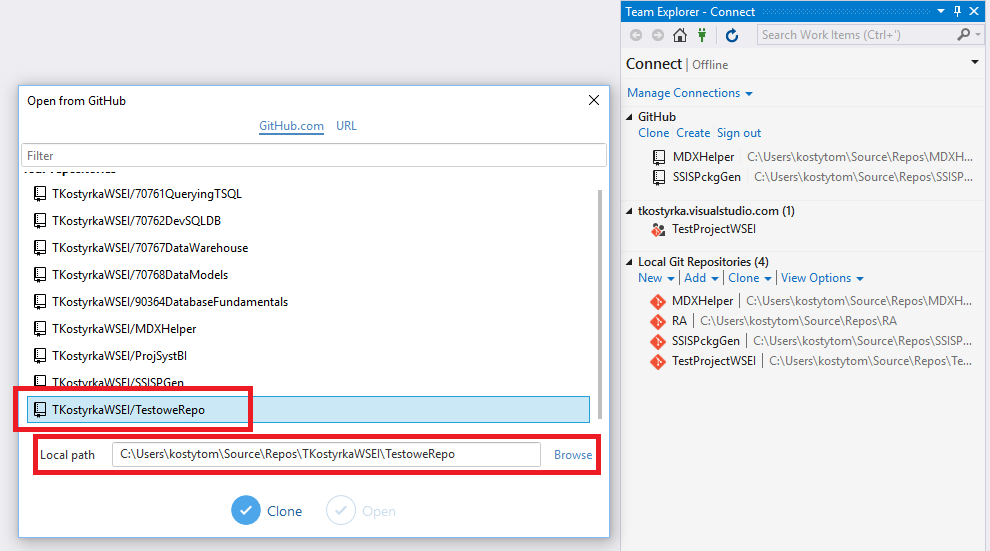 Open from GitHub
GitHub.com URL
Filter
Your repositories
TKostyrkaWSEI/70761QueryingTSQL
TKostyrkaWSEI/70762DevSQLDB
TKostyrkaWSEI/70767DataWarehouse
TKostyrkaWSEI/70768DataModels
TKostyrkaWSEI/90364DatabaseFundamentals
TKostyrkaWSEI/MDXHelper
TKostyrkaWSEI/ProjSystBI
TKostyrkaWSEI/SSISPGen
TKostyrkaWSEI/TestoweRepo
Local path C:\Users\kostytom\Source\Repos\TKostyrkaWSEI\TestoweRepo Browse
Clone Open
Team Explorer - Connect
Search Work Items (Ctrl+')
Connect | Offline
Manage Connections
GitHub
Clone Create Sign out
MDXHelper C:\Users\kostytom\Source\Repos\MDXH...
SSISPckgGen C:\Users\kostytom\Source\Repos\SSISP...
tkostyrka.visualstudio.com (1)
TestProjectWSEI
Local Git Repositories (4)
New | Add | Clone | View Options
MDXHelper | C:\Users\kostytom\Source\Repos\MDXH...
RA | C:\Users\kostytom\Source\Repos\RA
SSISPckgGen | C:\Users\kostytom\Source\Repos\SSISP...
TestProjectWSEI | C:\Users\kostytom\Source\Repos\Te...